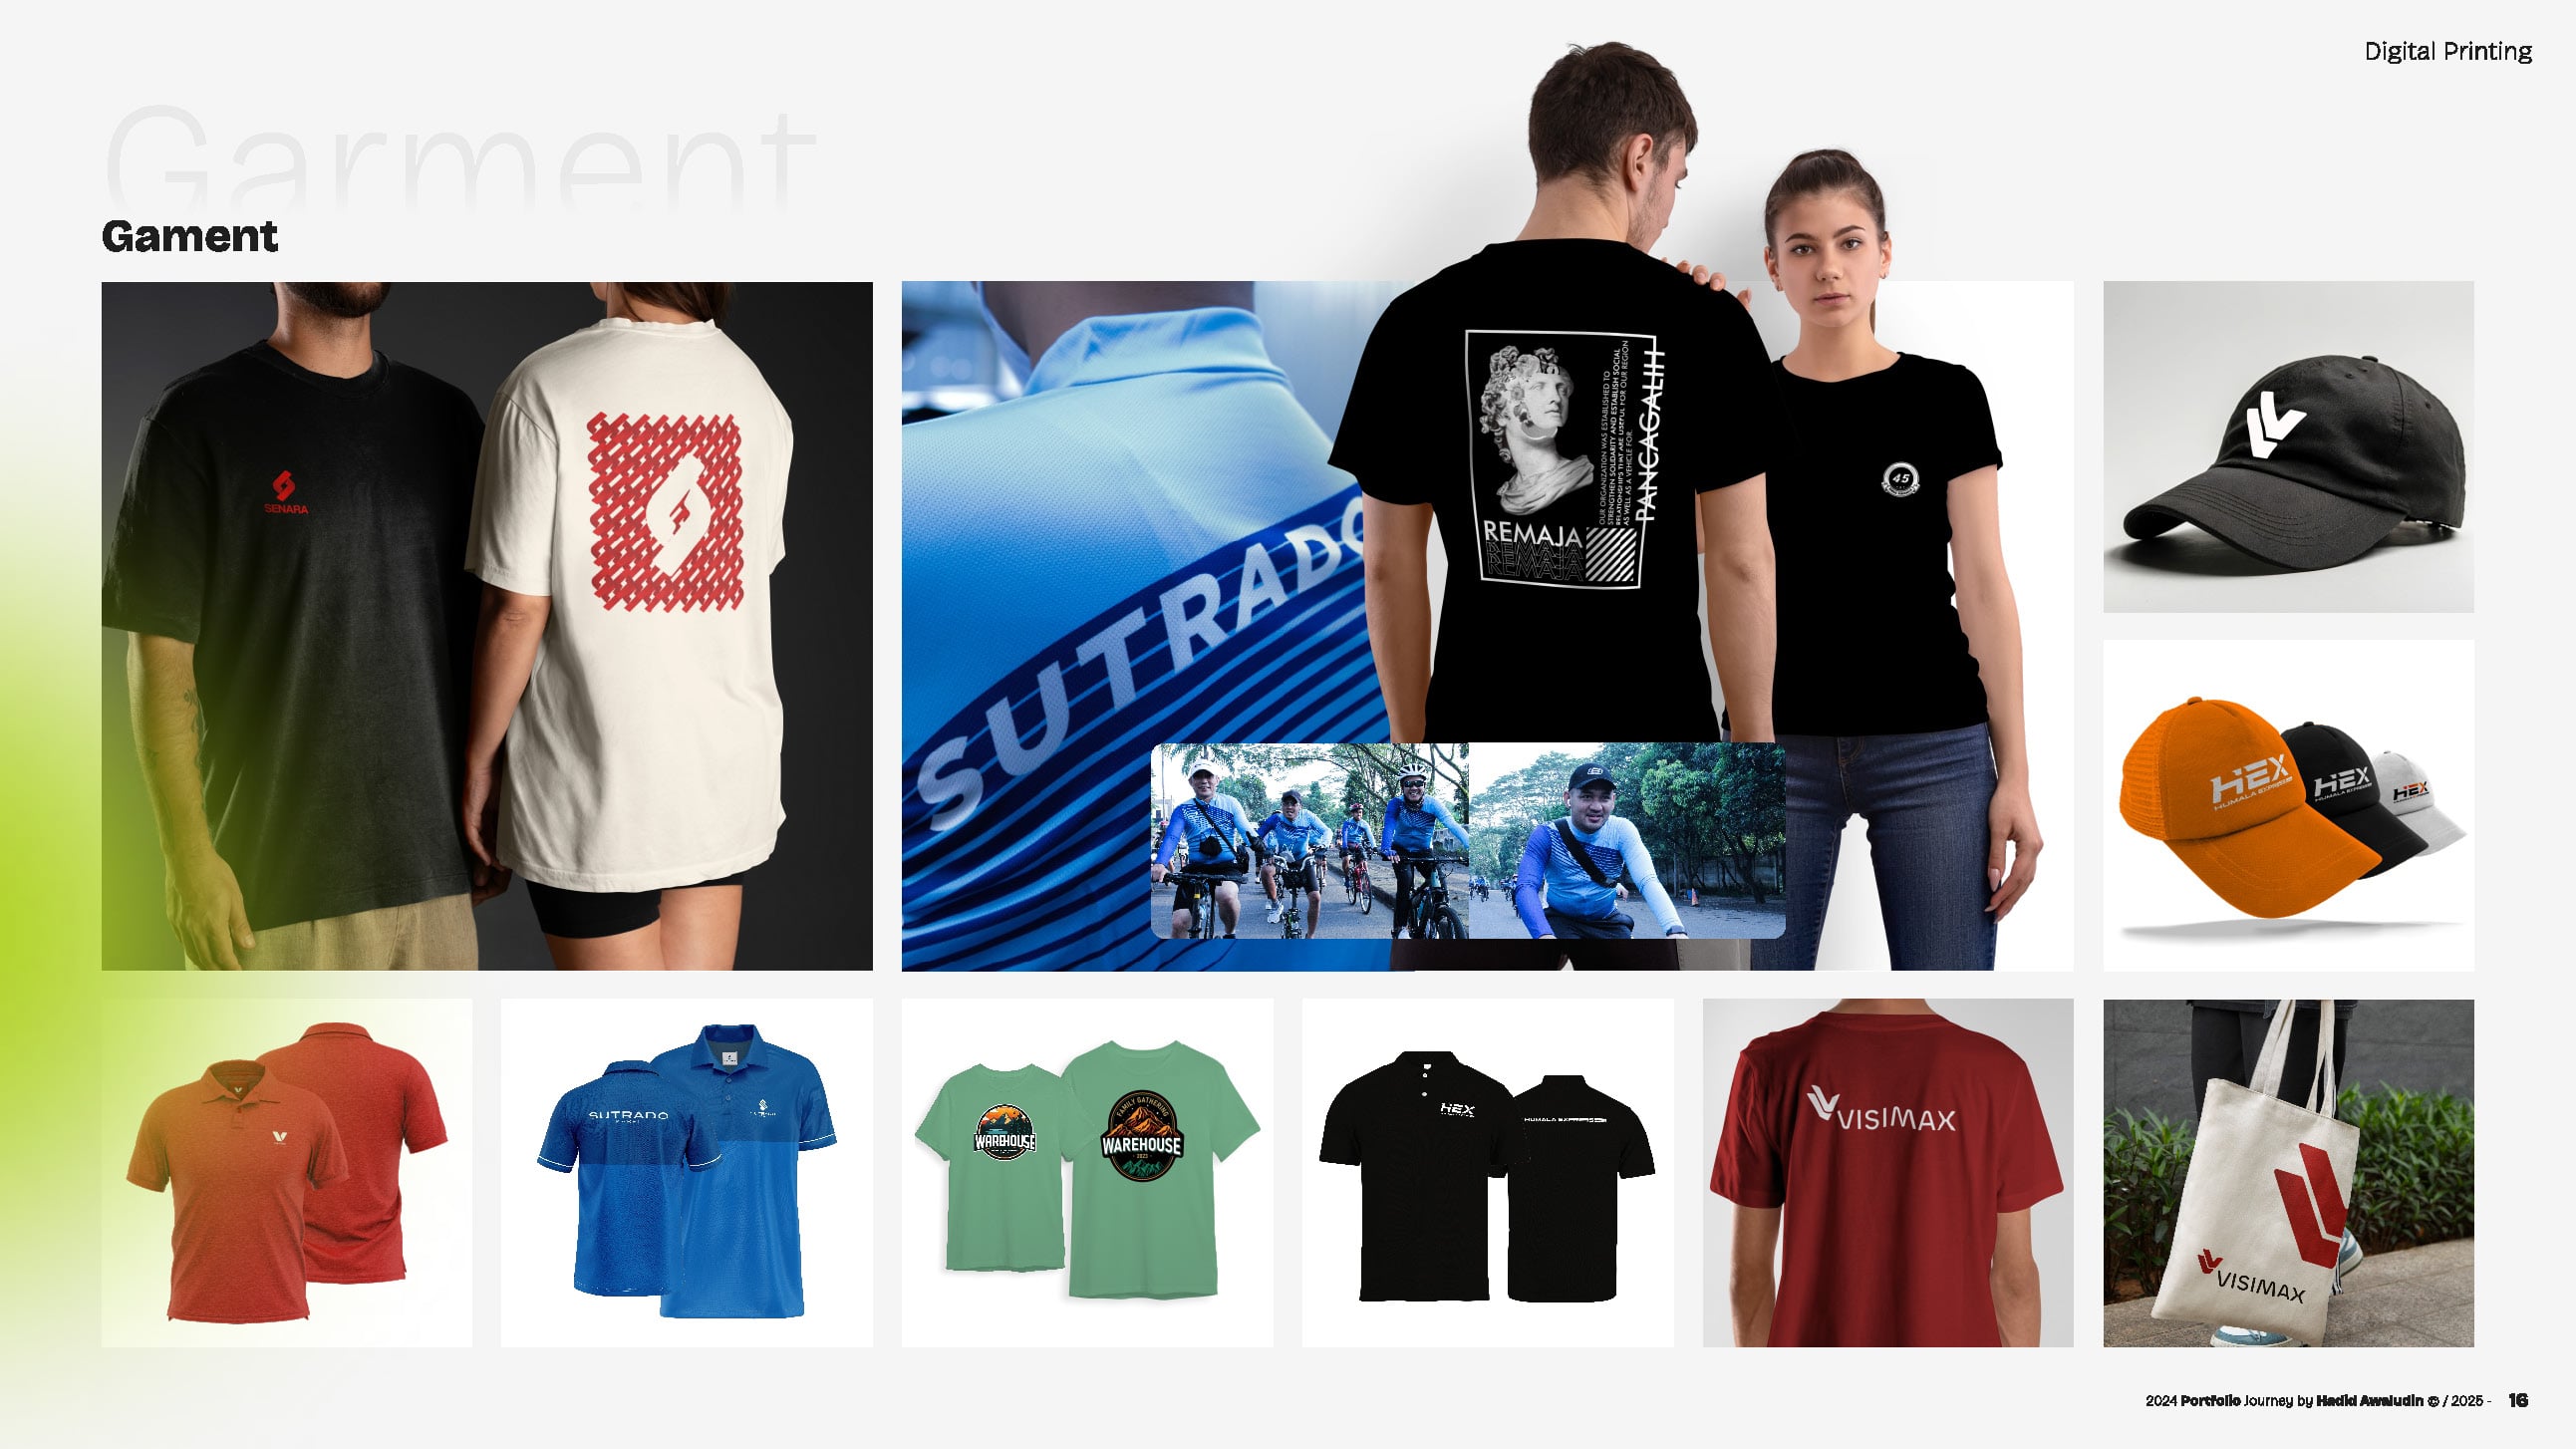 Digital Printing
Garment
Gament
SENARA
SUTRADO
OUR ORGANIZATION WAS ESTABLISHED TO
STRENGTHEN SOLIDARITY AND ESTABLISH SOCIAL
RELATIONSHIPS THAT ARE USEFUL FOR OUR REGION
AS WELL AS A VEHICLE FOR.
PANCAGALIH
REMAJA
REMAJA
REMAJA
45
HEX
HUMALA EXPRESS
HEX
HUMALA EXPRESS
HEX
SUTRADO
WAREHOUSE
FAMILY GATHERING
WAREHOUSE
2023
HEX
HUMALA EXPRESS
VISIMAX
VISIMAX
2024 Portfolio Journey by Hadid Awaludin © / 2025 - 16